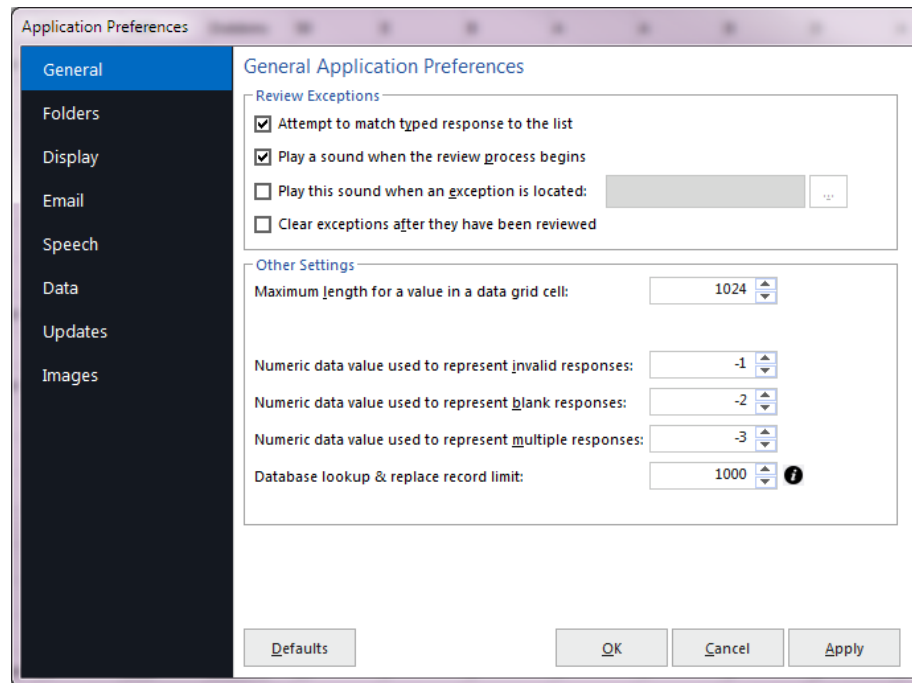 Application Preferences
General
Folders
Display
Email
Speech
Data
Updates
Images
General Application Preferences
Review Exceptions
Attempt to match typed response to the list
Play a sound when the review process begins
Play this sound when an exception is located:
...
Clear exceptions after they have been reviewed
Other Settings
Maximum length for a value in a data grid cell: 1024
Numeric data value used to represent invalid responses: -1
Numeric data value used to represent blank responses: -2
Numeric data value used to represent multiple responses: -3
Database lookup & replace record limit: 1000 i
Defaults OK Cancel Apply